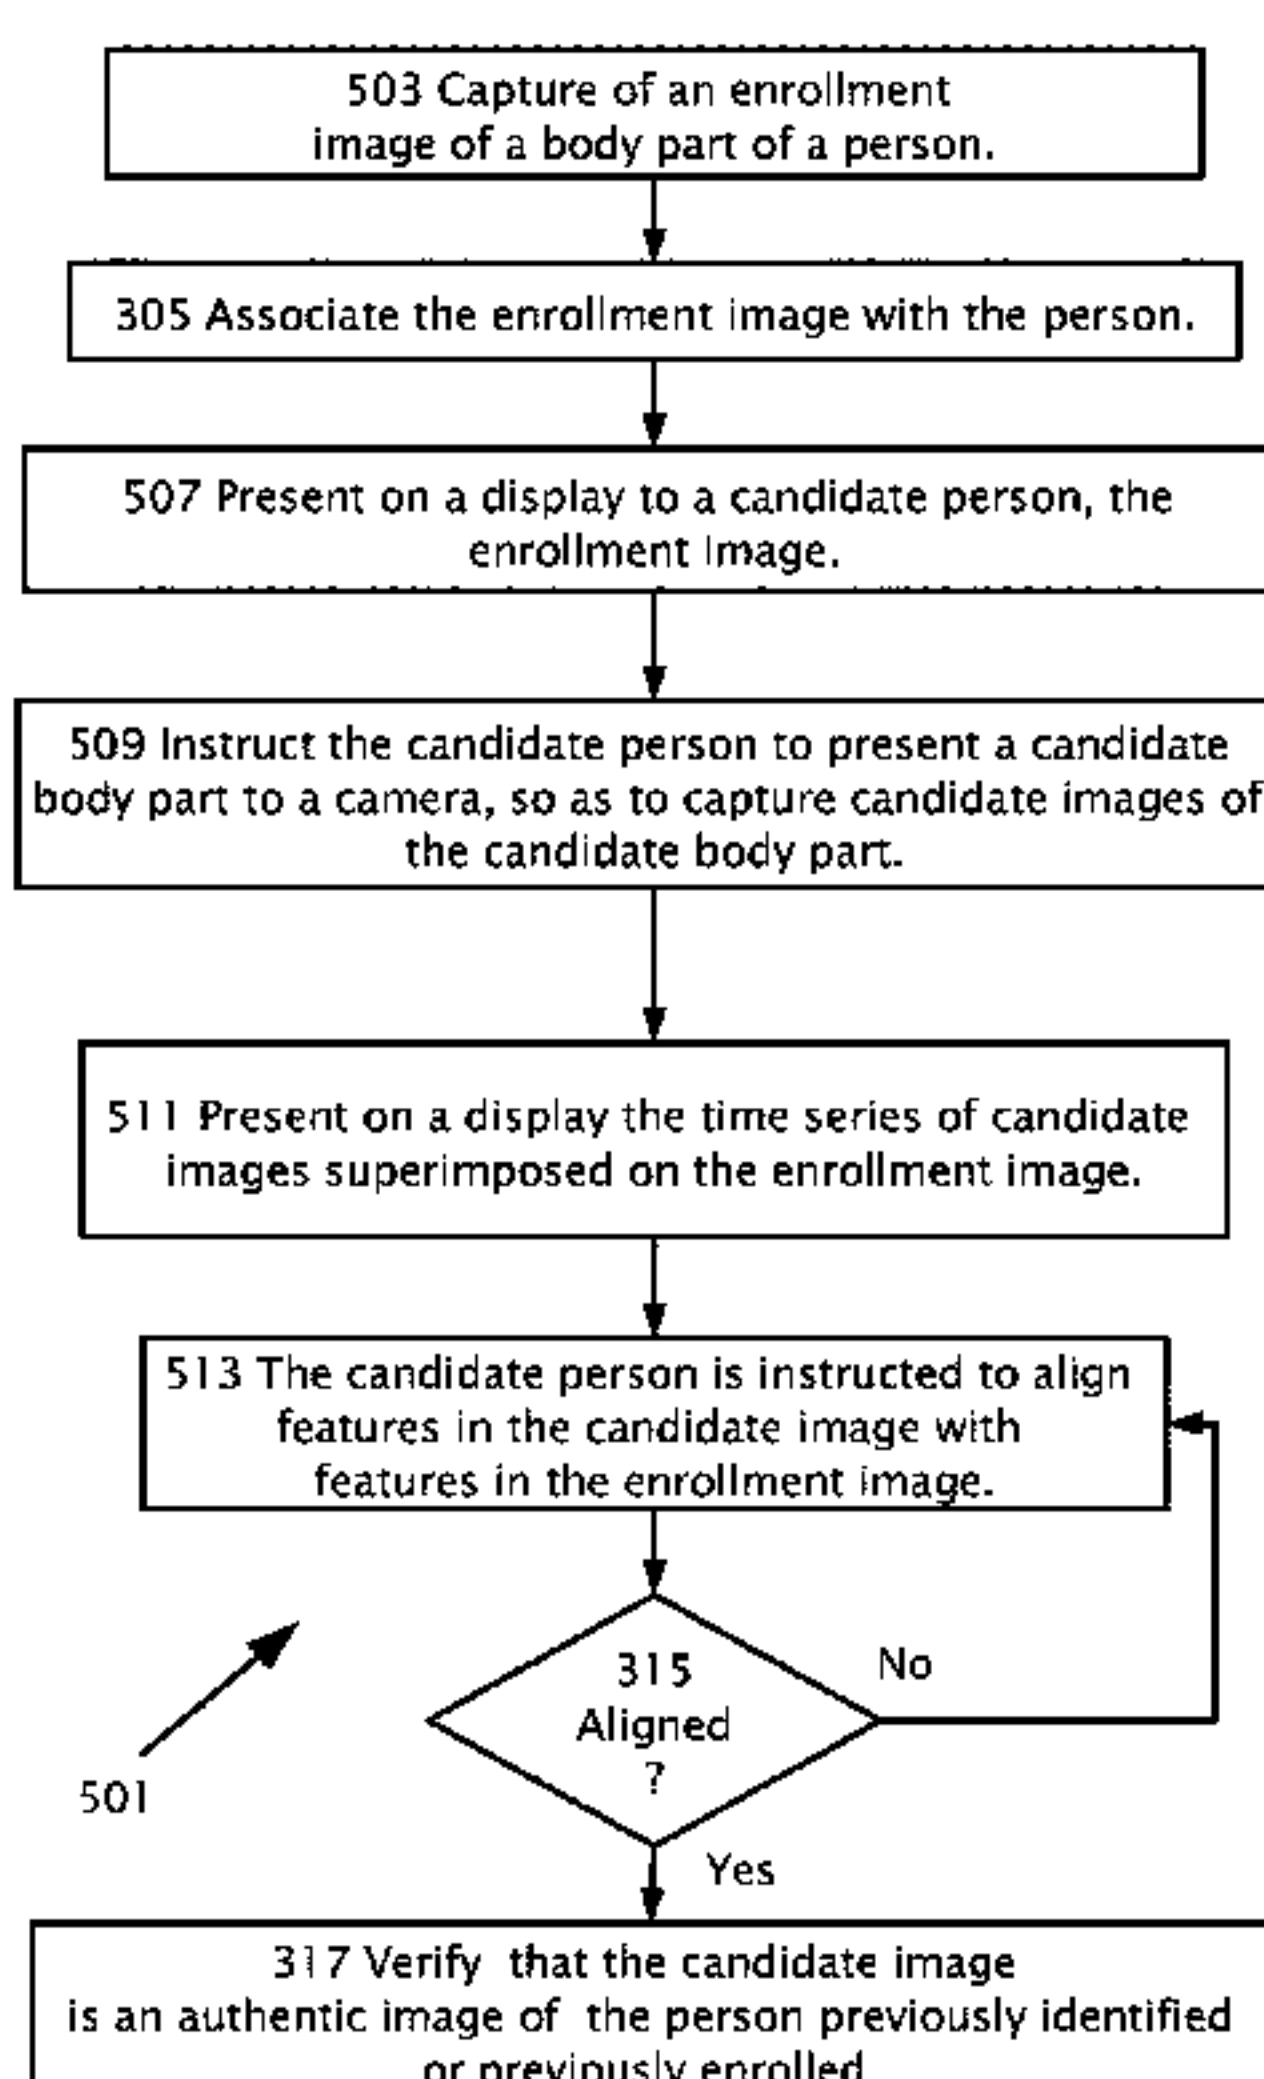 503 Capture of an enrollment
image of a body part of a person.
305 Associate the enrollment image with the person.
507 Present on a display to a candidate person, the
enrollment Image.
509 Instruct the candidate person to present a candidate
body part to a camera, so as to capture candidate images of
the candidate body part.
511 Present on a display the time series of candidate
images superimposed on the enrollment image.
513 The candidate person is instructed to align
features in the candidate image with
features in the enrollment image.
315
Aligned
?
No
501
Yes
317 Verify that the candidate image
is an authentic image of the person previously identified
or previously enrolled